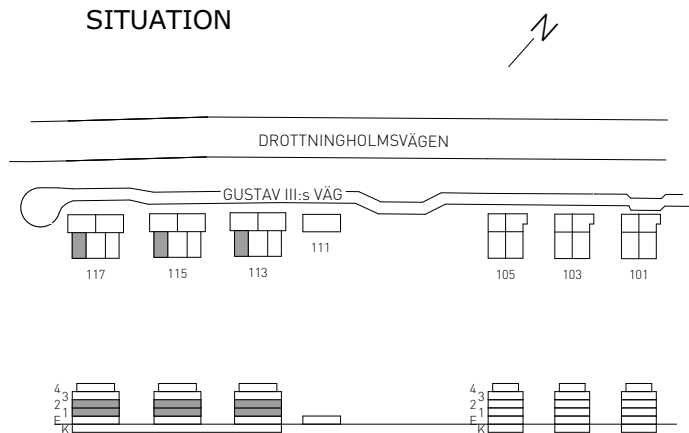 SITUATION
N
DROTTNINGHOLMSVÄGEN
GUSTAV III:s VÄG
117
115
113
111
105
103
101
4
3
2
1
E
K
4
3
2
1
E
K